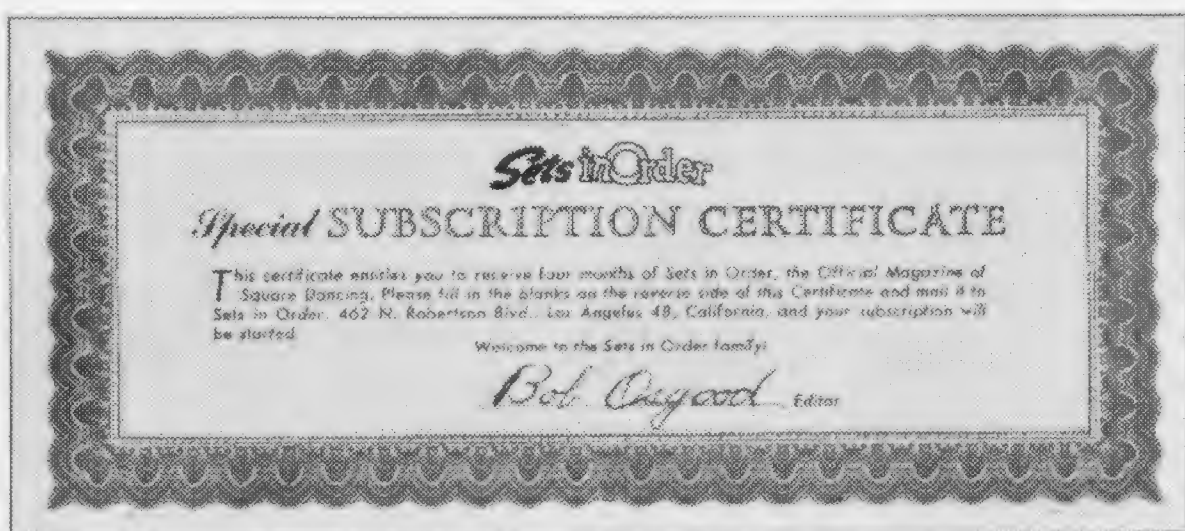 Sets in Order
Special SUBSCRIPTION CERTIFICATE
This certificate entitles you to receive four months of Sets in Order, the Official Magazine of
Square Dancing. Please fill in the blanks on the reverse side of this Certificate and mail it to
Sets in Order, 462 N. Robertson Blvd., Los Angeles 48, California, and your subscription will
be started.
Welcome to the Sets in Order family!
Bob Osgood Editor